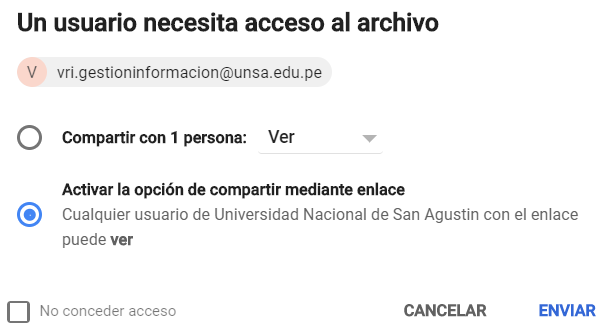 Un usuario necesita acceso al archivo
V vri.gestioninformacion@unsa.edu.pe
Compartir con 1 persona: Ver
Activar la opción de compartir mediante enlace
Cualquier usuario de Universidad Nacional de San Agustin con el enlace
puede ver
No conceder acceso CANCELAR ENVIAR